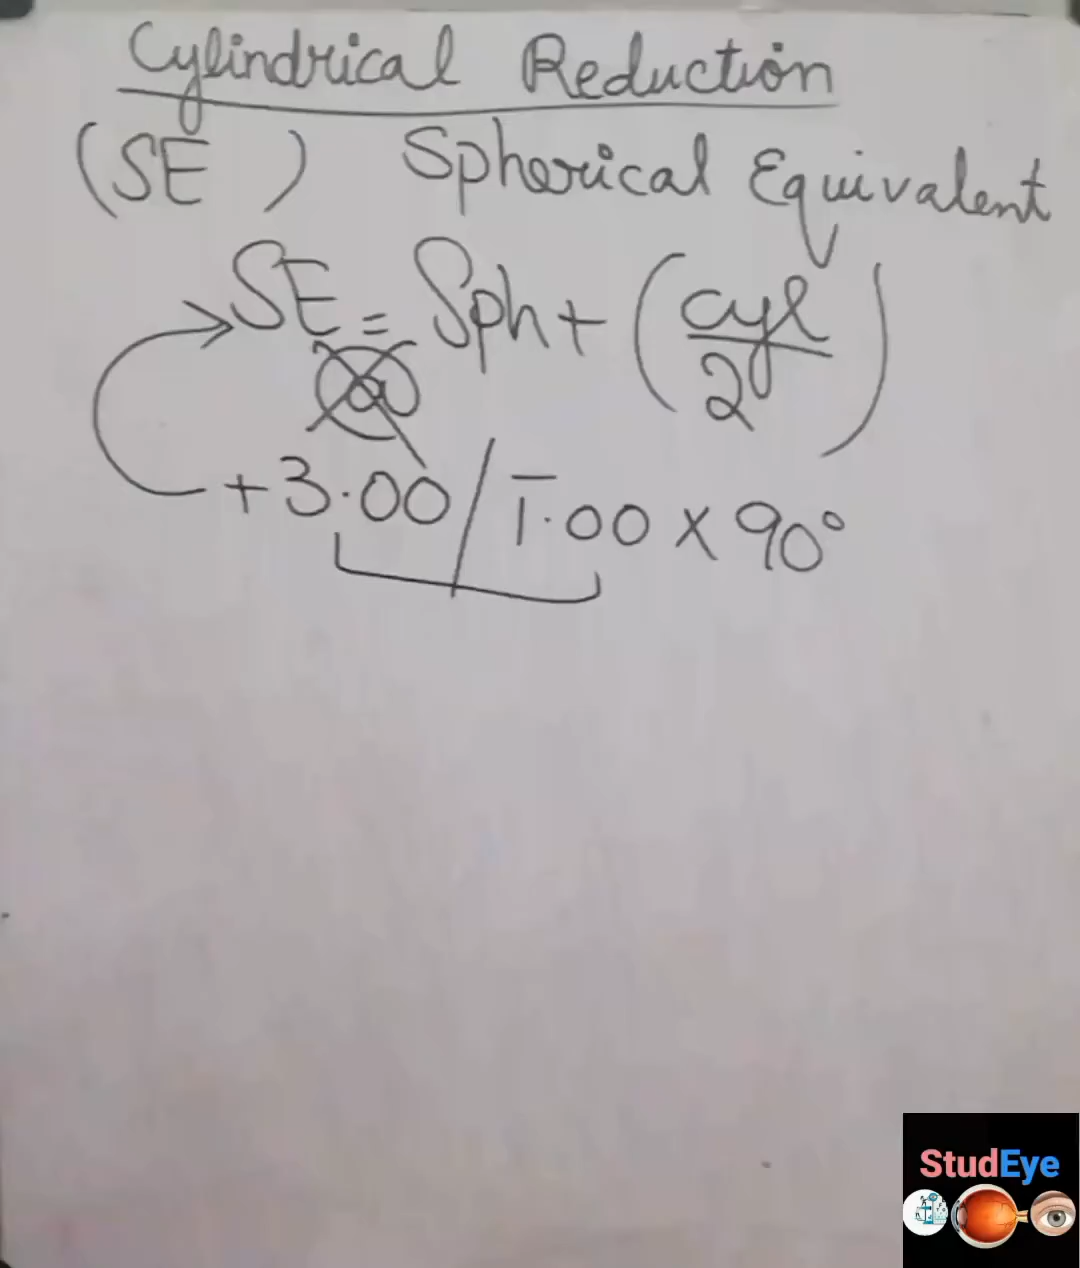 Cylindrical Reduction
(SE) Spherical Equivalent
SE = Sph + (cyl/2)
+3.00 / -1.00 x 90°
StudEye